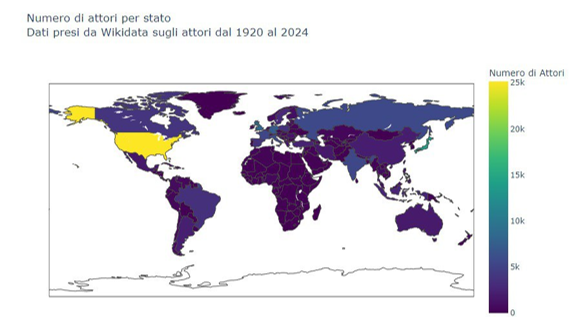 Numero di attori per stato
Dati presi da Wikidata sugli attori dal 1920 al 2024
Numero di Attori
25k
20k
15k
10k
5k
0